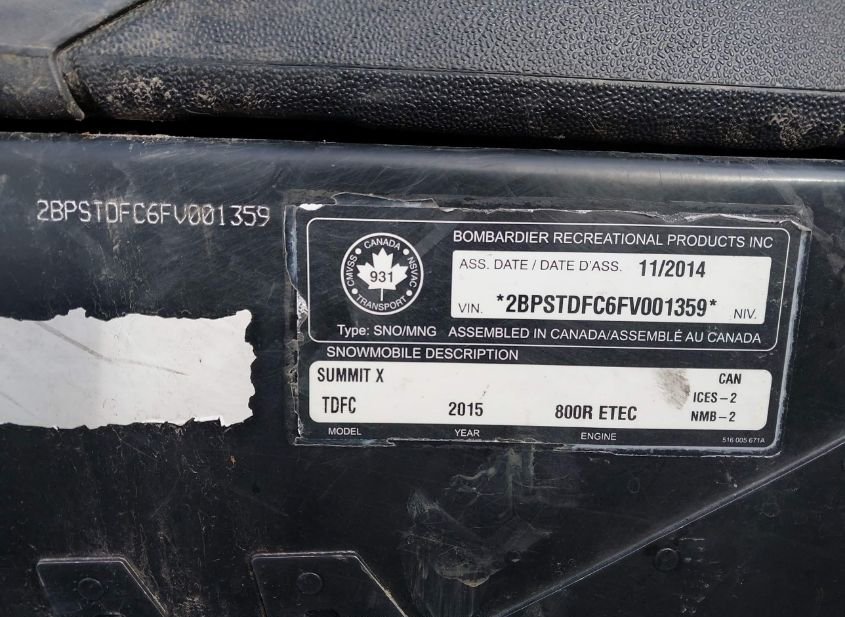 2BPSTDFC6FV001359
BOMBARDIER RECREATIONAL PRODUCTS INC
CMVSS • CANADA • NSVAC • TRANSPORT
931
ASS. DATE / DATE D'ASS. 11/2014
VIN. *2BPSTDFC6FV001359* NIV.
Type: SNO/MNG ASSEMBLED IN CANADA/ASSEMBLÉ AU CANADA
SNOWMOBILE DESCRIPTION
SUMMIT X CAN
ICES-2
TDFC 2015 800R ETEC NMB-2
MODEL YEAR ENGINE 516 005 671A